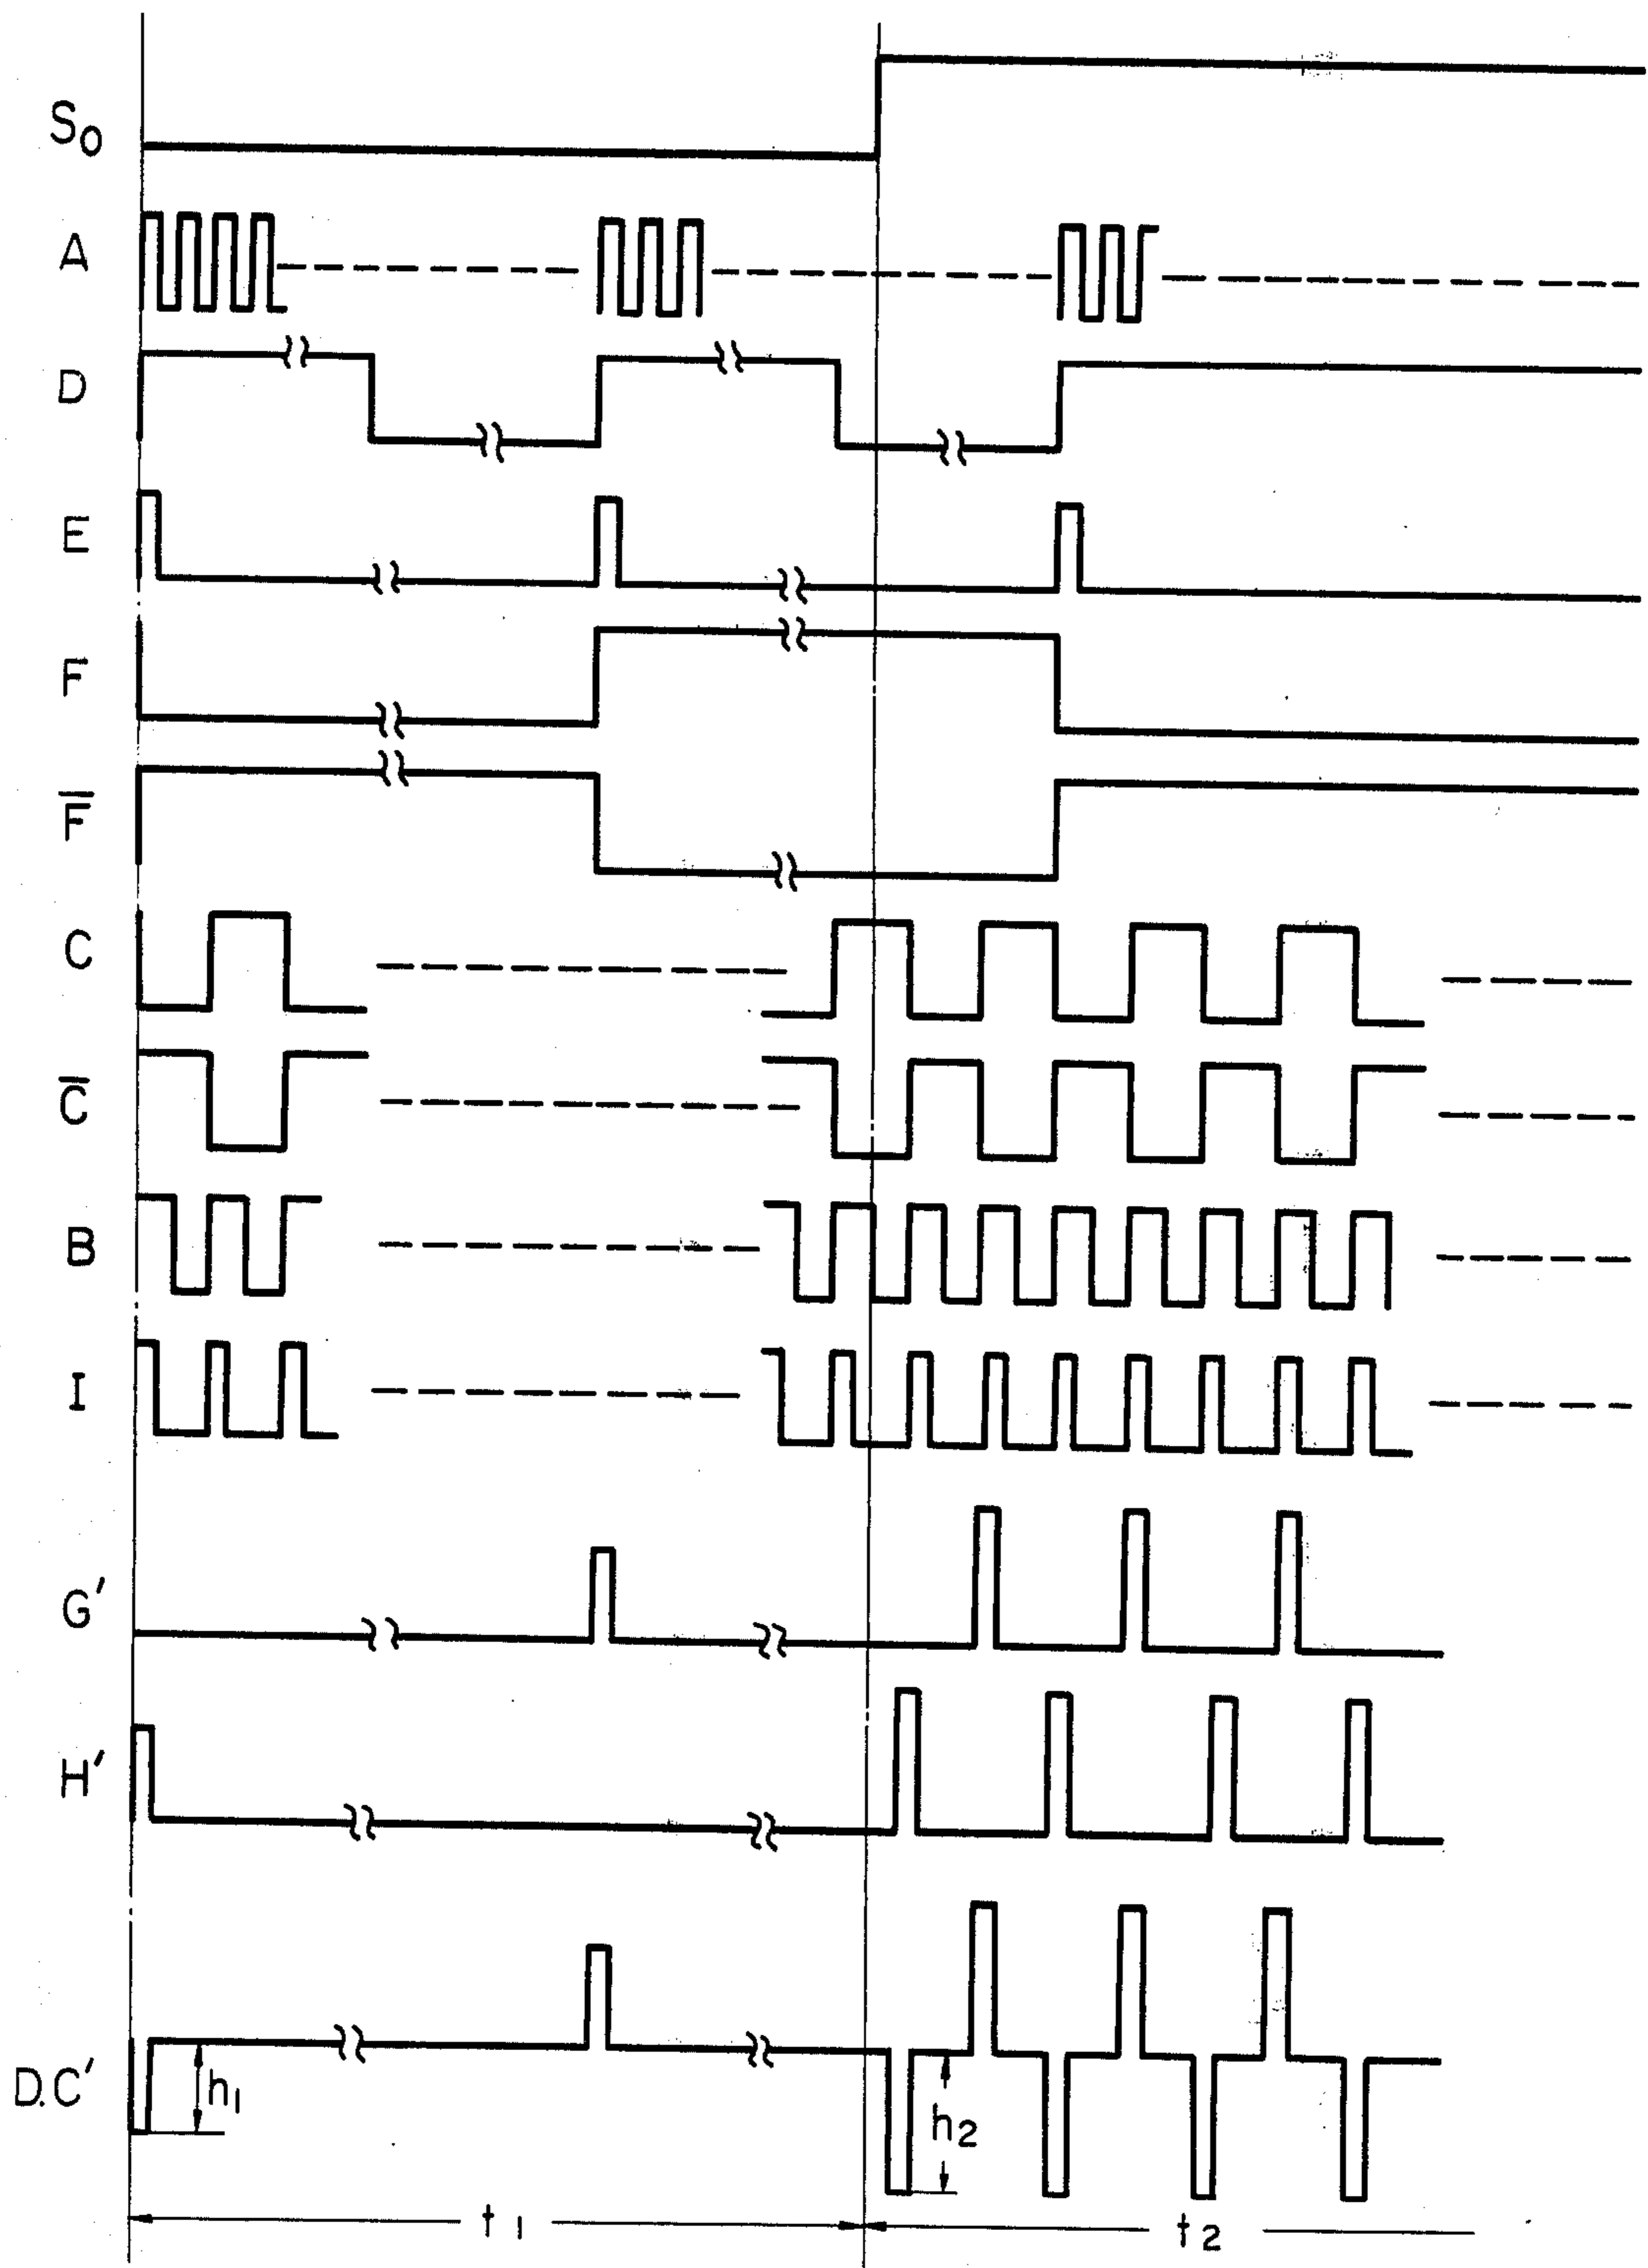 S₀
A
D
E
F
F̅
C
C̅
B
I
G'
H'
D.C'
h₁
h₂
t₁
t₂